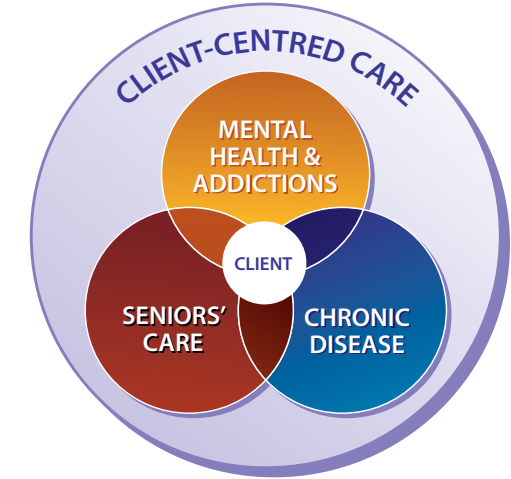 CLIENT-CENTRED CARE
MENTAL
HEALTH &
ADDICTIONS
CLIENT
SENIORS’
CARE
CHRONIC
DISEASE